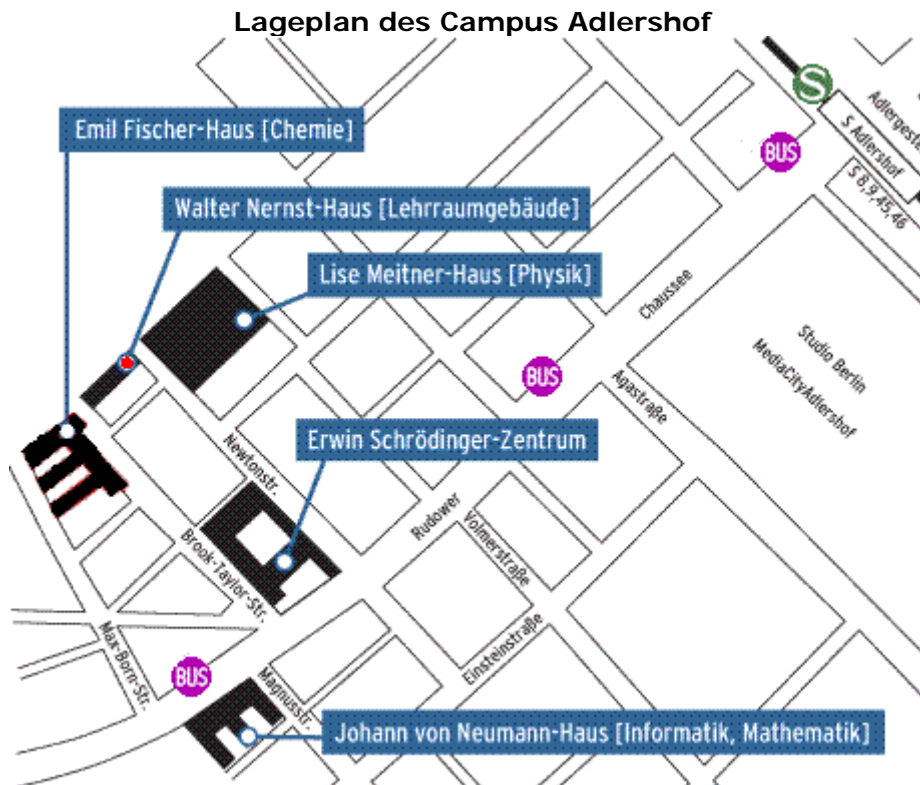 Lageplan des Campus Adlershof
S
Adlergest
S Adlershof
S 8,9,45,46
BUS
Emil Fischer-Haus [Chemie]
Walter Nernst-Haus [Lehrraumgebäude]
Lise Meitner-Haus [Physik]
Chaussee
Studio Berlin
MediaCityAdlershof
BUS
Agastraße
Erwin Schrödinger-Zentrum
Newtonstr.
Rudower
Volmerstraße
Brook-Taylor-Str.
Einsteinstraße
Max-Born-Str.
BUS
Magnusstr.
Johann von Neumann-Haus [Informatik, Mathematik]